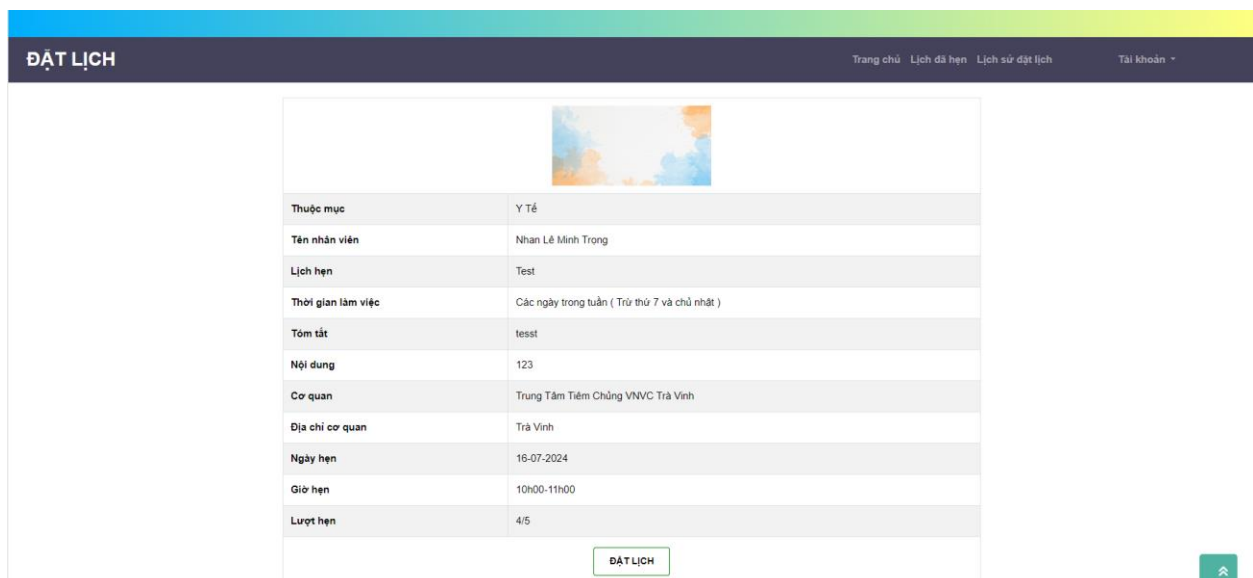 ĐẶT LỊCH
Trang chủ Lịch đã hẹn Lịch sử đặt lịch Tài khoản
Thuộc mục Y Tế
Tên nhân viên Nhan Lê Minh Trọng
Lịch hẹn Test
Thời gian làm việc Các ngày trong tuần ( Trừ thứ 7 và chủ nhật )
Tóm tắt tesst
Nội dung 123
Cơ quan Trung Tâm Tiêm Chủng VNVC Trà Vinh
Địa chỉ cơ quan Trà Vinh
Ngày hẹn 16-07-2024
Giờ hẹn 10h00-11h00
Lượt hẹn 4/5
ĐẶT LỊCH